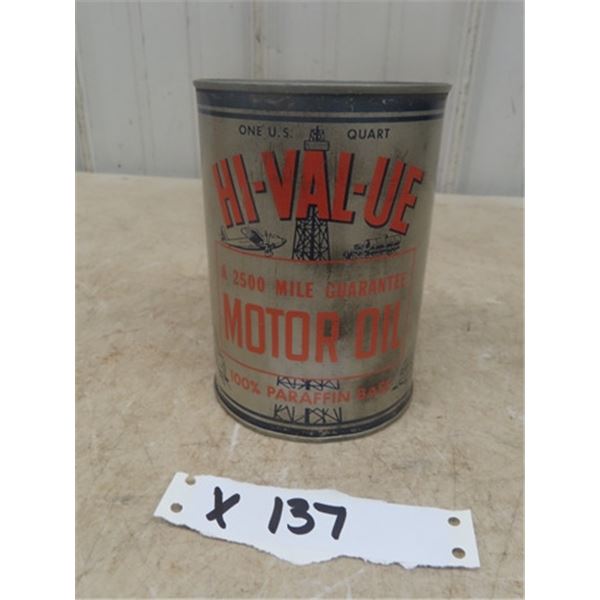 ONE U.S. QUART
HI-VAL-UE
A 2500 MILE GUARANTEE
MOTOR OIL
100% PARAFFIN BASE
X 137